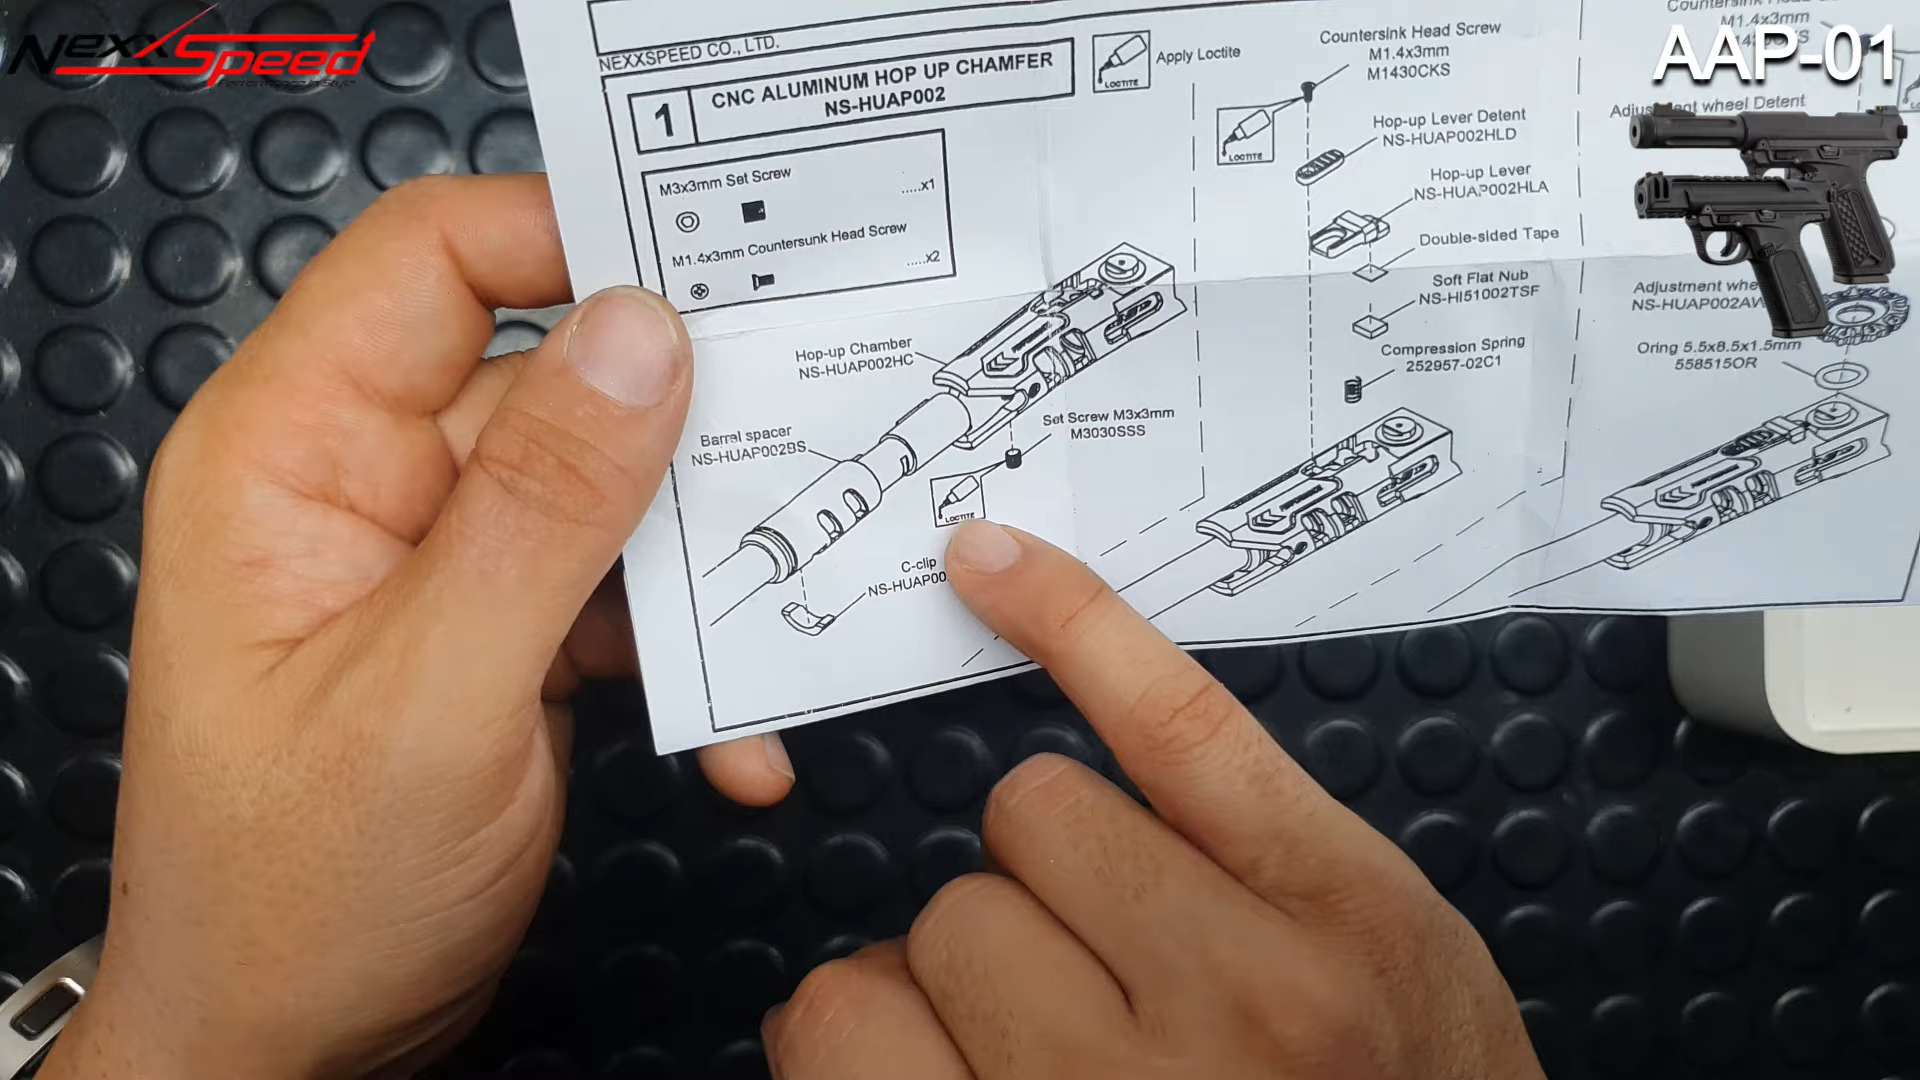 NexxSpeed
AAP-01
NEXXSPEED CO., LTD.
1
CNC ALUMINUM HOP UP CHAMFER
NS-HUAP002
LOCTITE
Apply Loctite
M3x3mm Set Screw
.....x1
M1.4x3mm Countersunk Head Screw
.....x2
Hop-up Chamber
NS-HUAP002HC
Barrel spacer
NS-HUAP002BS
Set Screw M3x3mm
M3030SSS
LOCTITE
C-clip
Countersink Head Screw
M1.4x3mm
M1430CKS
LOCTITE
Hop-up Lever Detent
NS-HUAP002HLD
Hop-up Lever
NS-HUAP002HLA
Double-sided Tape
Soft Flat Nub
NS-HI51002TSF
Compression Spring
252957-02C1
M1.4x3mm
wheel Detent
Adjustment
Oring 5.5x8.5x1.5mm
558515OR